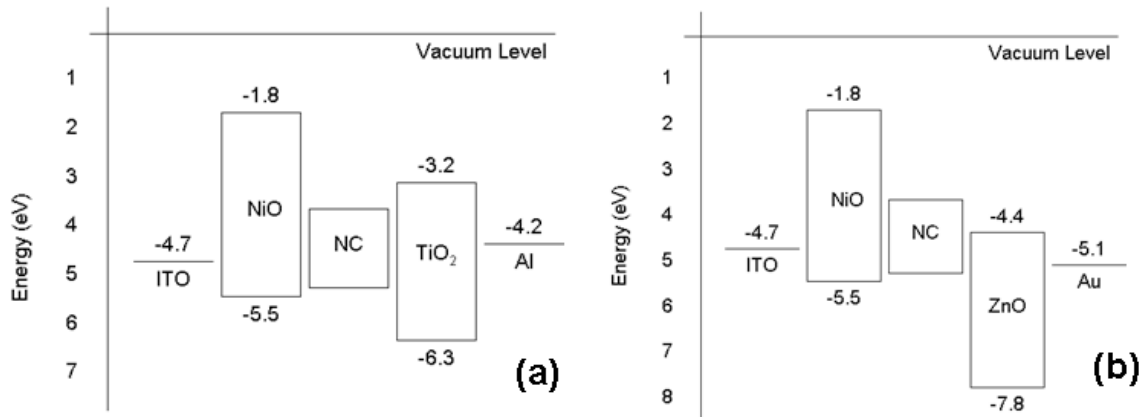 Vacuum Level
Energy (eV)
1
2
3
4
5
6
7
-1.8
NiO
-5.5
-4.7
ITO
NC
-3.2
TiO₂
-6.3
-4.2
Al
(a)
Vacuum Level
Energy (eV)
1
2
3
4
5
6
7
8
-1.8
NiO
-5.5
-4.7
ITO
NC
-4.4
ZnO
-7.8
-5.1
Au
(b)